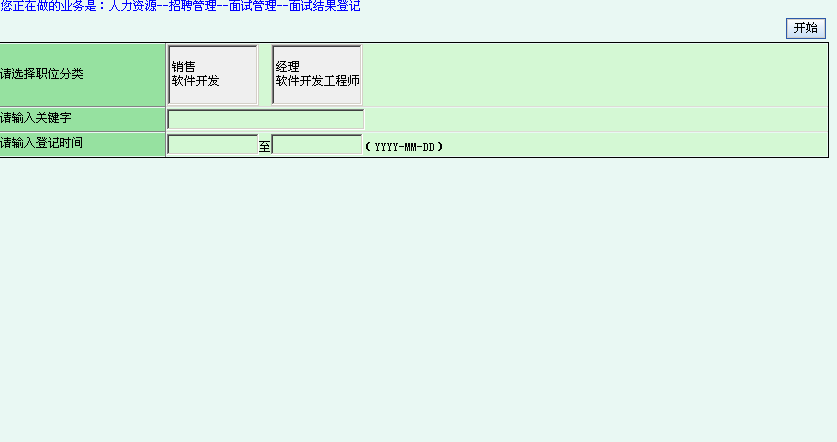 您正在做的业务是：人力资源--招聘管理--面试管理--面试结果登记
开始
请选择职位分类
销售
软件开发
经理
软件开发工程师
请输入关键字
请输入登记时间
至
（YYYY-MM-DD）